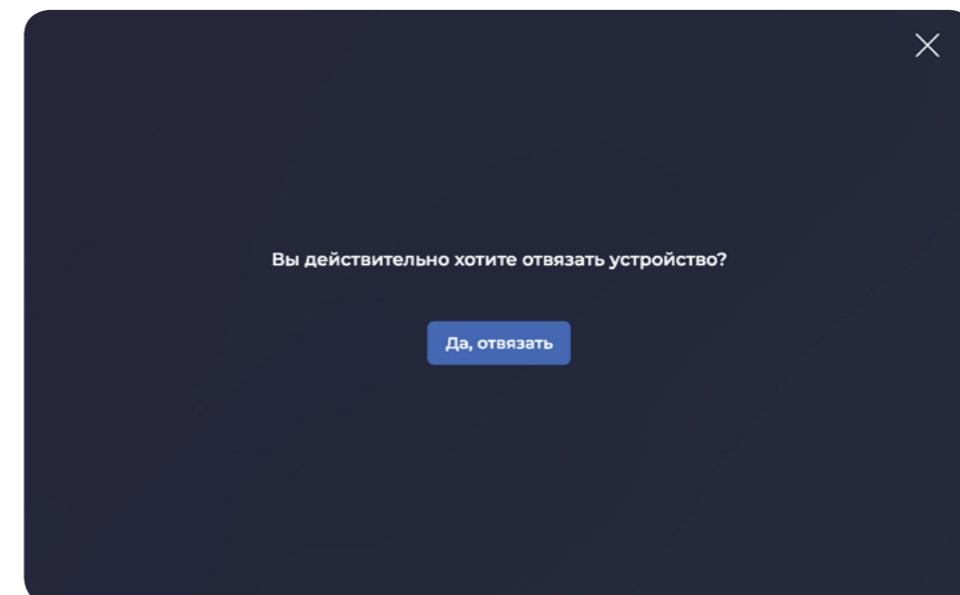 Вы действительно хотите отвязать устройство?
Да, отвязать